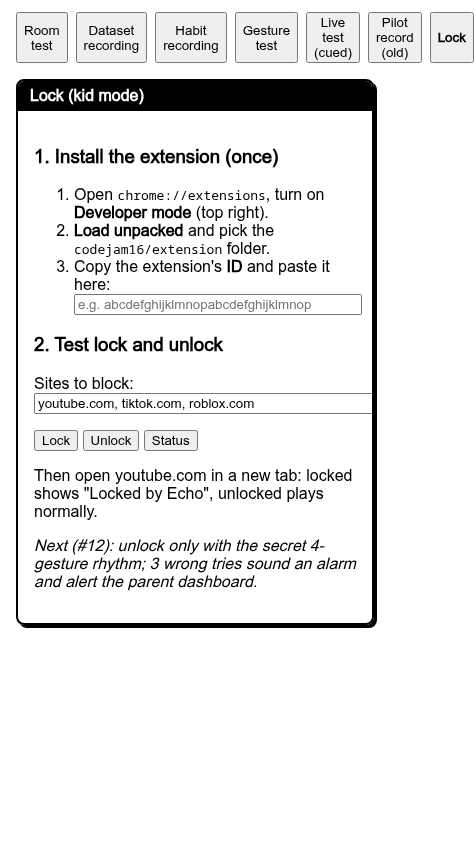 Room
test
Dataset
recording
Habit
recording
Gesture
test
Live
test
(cued)
Pilot
record
(old)
Lock
Lock (kid mode)
1. Install the extension (once)
1. Open chrome://extensions, turn on
Developer mode (top right).
2. Load unpacked and pick the
codejam16/extension folder.
3. Copy the extension's ID and paste it
here:
e.g. abcdefghijklmnopabcdefghijklmnop
2. Test lock and unlock
Sites to block:
youtube.com, tiktok.com, roblox.com
Lock Unlock Status
Then open youtube.com in a new tab: locked
shows "Locked by Echo", unlocked plays
normally.
Next (#12): unlock only with the secret 4-
gesture rhythm; 3 wrong tries sound an alarm
and alert the parent dashboard.